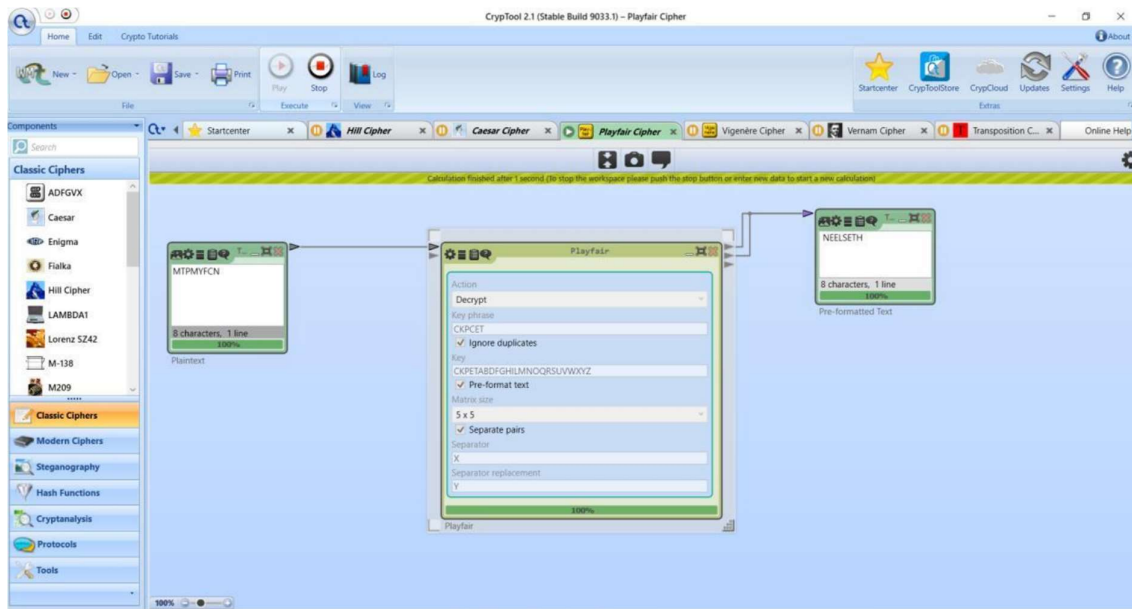 CrypTool 2.1 (Stable Build 9033.1) – Playfair Cipher
Home Edit Crypto Tutorials About
New Open Save Print Play Stop Log Startcenter CrypToolStore CrypCloud Updates Settings Help
File Execute View Extras
Components
Startcenter Hill Cipher Caesar Cipher Playfair Cipher Vigenère Cipher Vernam Cipher Transposition C... Online Help
Search
Classic Ciphers
Calculation finished after 1 second (To stop the workspace please push the stop button or enter new data to start a new calculation)
ADFGVX
Caesar
Enigma
Fialka
Hill Cipher
LAMBDA1
Lorenz SZ42
M-138
M209
Classic Ciphers
Modern Ciphers
Steganography
Hash Functions
Cryptanalysis
Protocols
Tools
T...
MTPMYFCN
8 characters, 1 line
100%
Plaintext
Playfair
Action
Decrypt
Key phrase
CKPCET
Ignore duplicates
Key
CKPETABDFGHILMNOQRSUVWXYZ
Pre-format text
Matrix size
5 x 5
Separate pairs
Separator
X
Separator replacement
Y
100%
Playfair
T...
NEELSETH
8 characters, 1 line
100%
Pre-formatted Text
100%